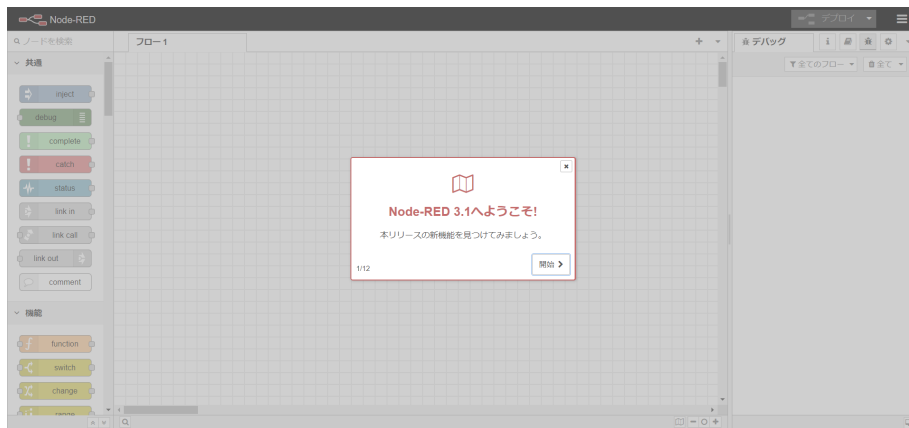 Node-RED
デプロイ
ノードを検索
フロー 1
デバッグ
i
全てのフロー
全て
共通
inject
debug
complete
catch
status
link in
link call
link out
comment
機能
function
switch
change
range
Node-RED 3.1へようこそ!
本リリースの新機能を見つけてみましょう。
1/12
開始